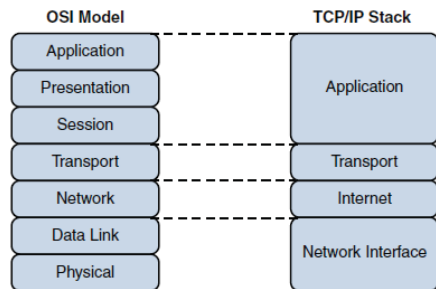 OSI Model
TCP/IP Stack
Application
Presentation
Session
Transport
Network
Data Link
Physical
Application
Transport
Internet
Network Interface